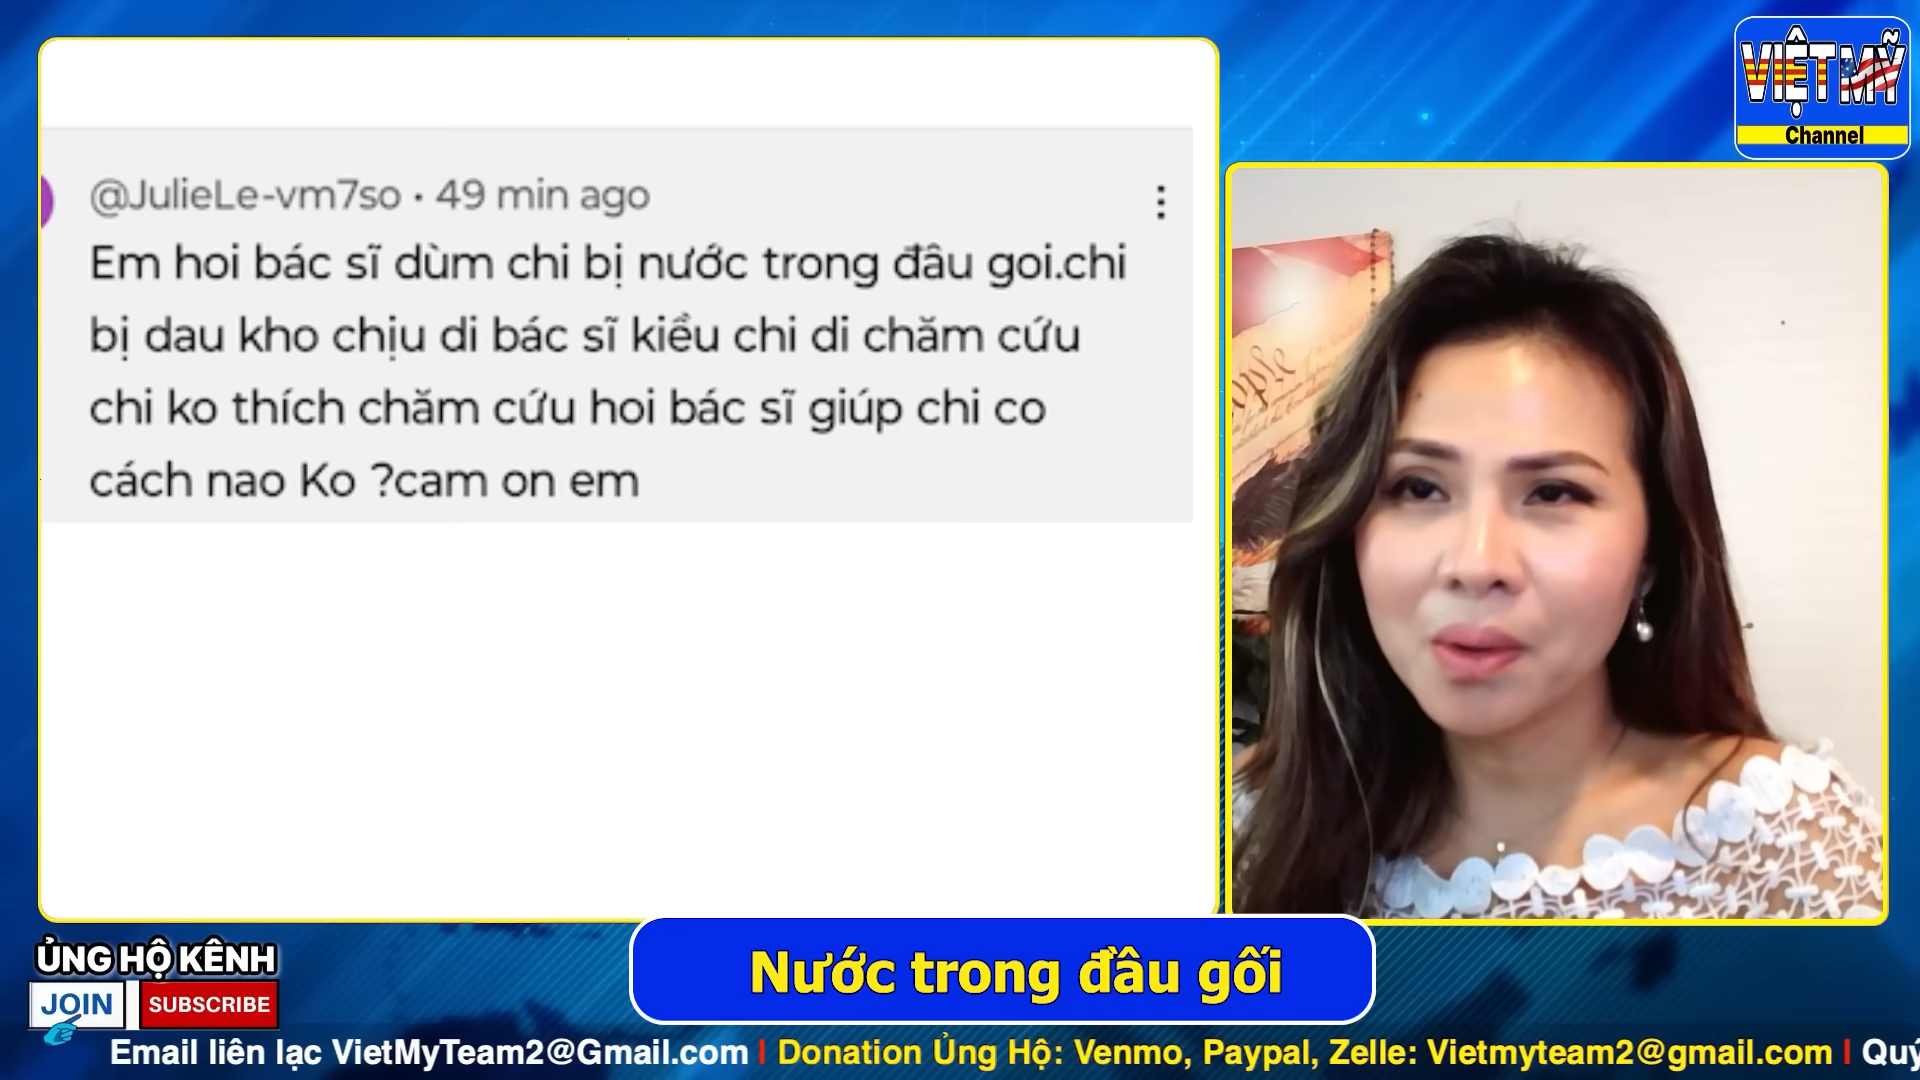 VIỆT MỸ
Channel
@JulieLe-vm7so • 49 min ago
Em hoi bác sĩ dùm chi bị nước trong đâu goi.chi
bị dau kho chịu di bác sĩ kiểu chi di chăm cứu
chi ko thích chăm cứu hoi bác sĩ giúp chi co
cách nao Ko ?cam on em
Nước trong đầu gối
ỦNG HỘ KÊNH
JOIN
SUBSCRIBE
Email liên lạc VietMyTeam2@Gmail.com I Donation Ủng Hộ: Venmo, Paypal, Zelle: Vietmyteam2@gmail.com I Quý